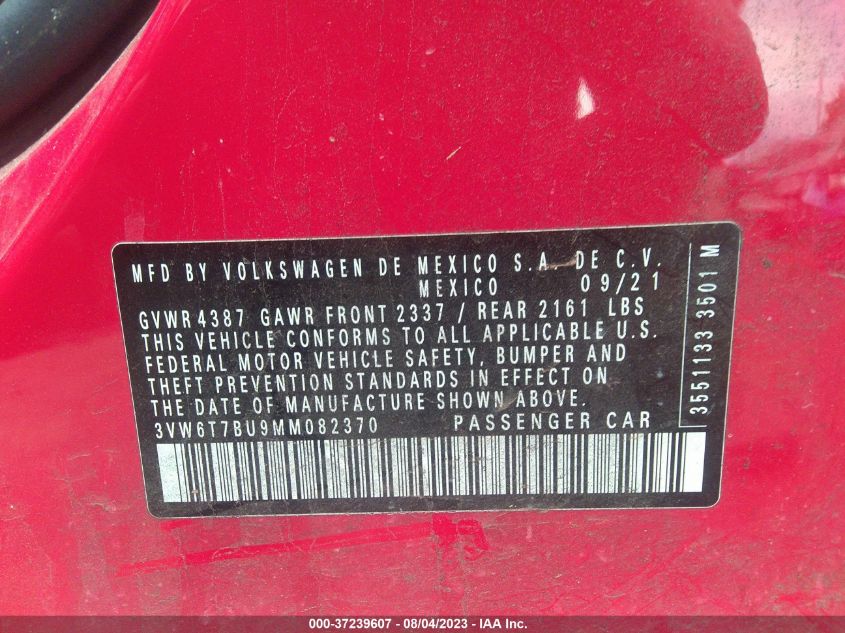 MFD BY VOLKSWAGEN DE MEXICO S.A. DE C.V.
MEXICO 09/21
GVWR 4387 GAWR FRONT 2337 / REAR 2161 LBS
THIS VEHICLE CONFORMS TO ALL APPLICABLE U.S.
FEDERAL MOTOR VEHICLE SAFETY, BUMPER AND
THEFT PREVENTION STANDARDS IN EFFECT ON
THE DATE OF MANUFACTURE SHOWN ABOVE.
3VW6T7BU9MM082370 PASSENGER CAR
3551133 3501 M
000-37239607 - 08/04/2023 - IAA Inc.